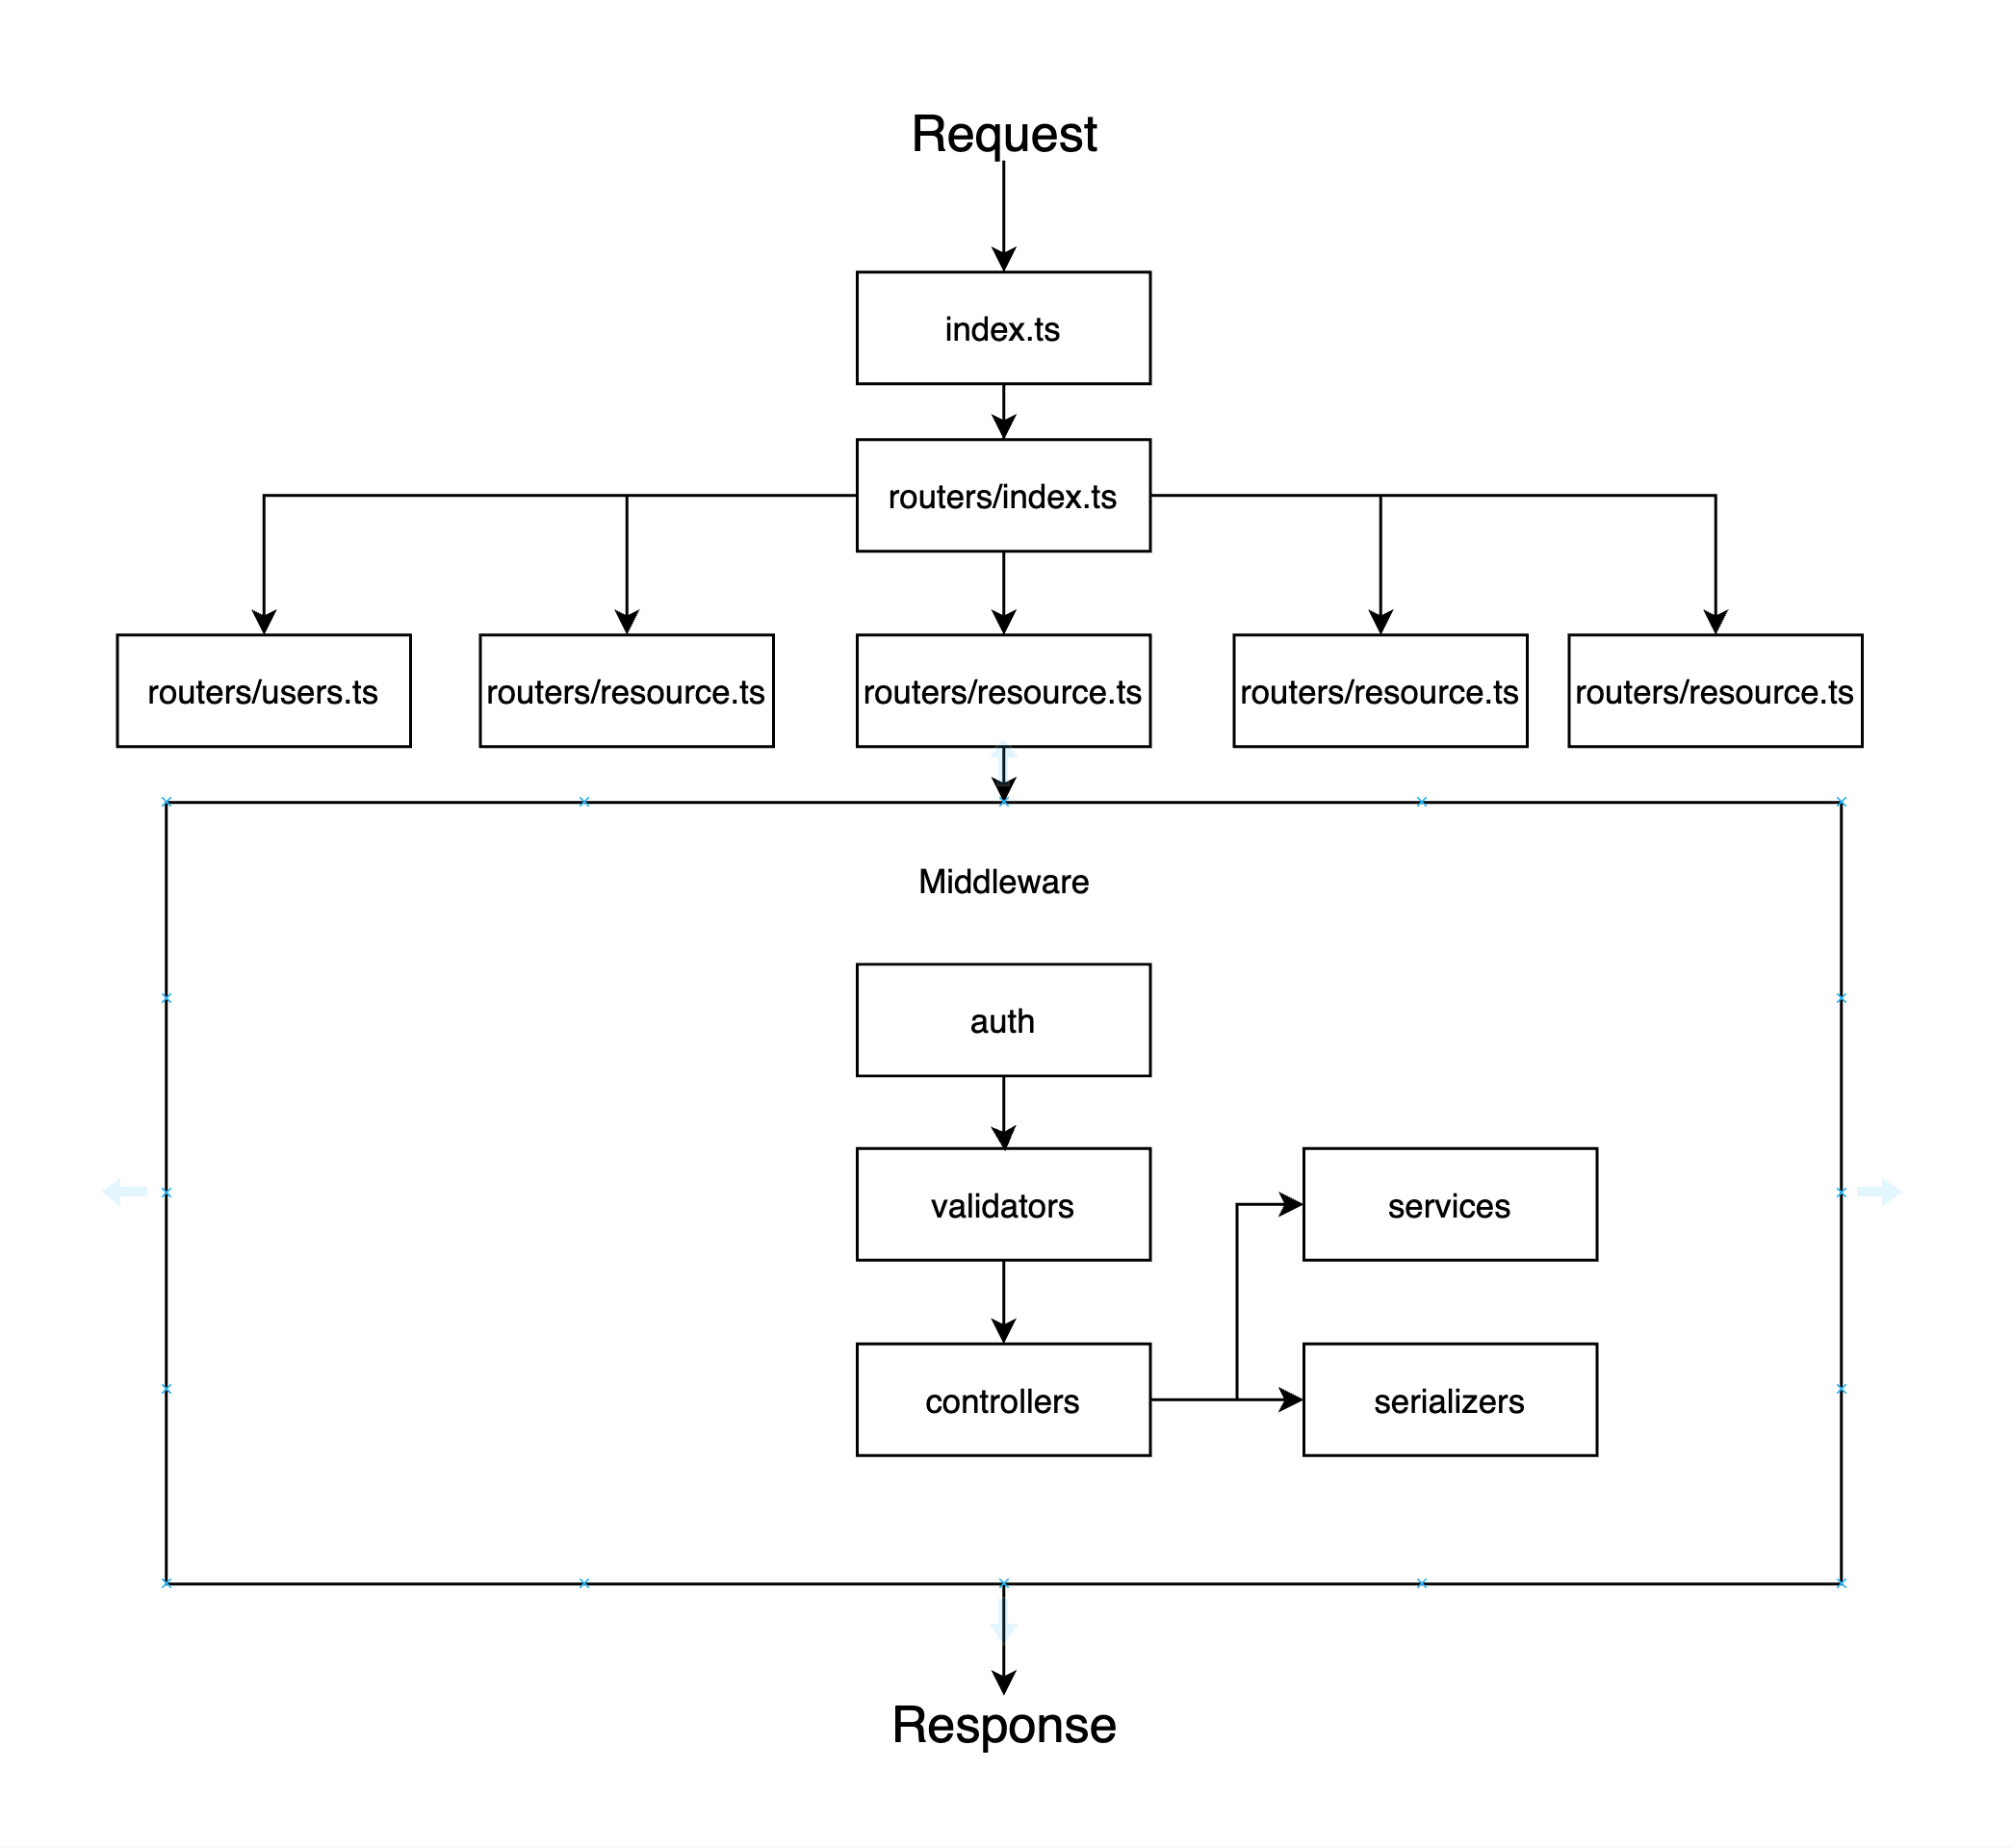 Request
index.ts
routers/index.ts
routers/users.ts
routers/resource.ts
routers/resource.ts
routers/resource.ts
routers/resource.ts
Middleware
auth
validators
services
controllers
serializers
Response